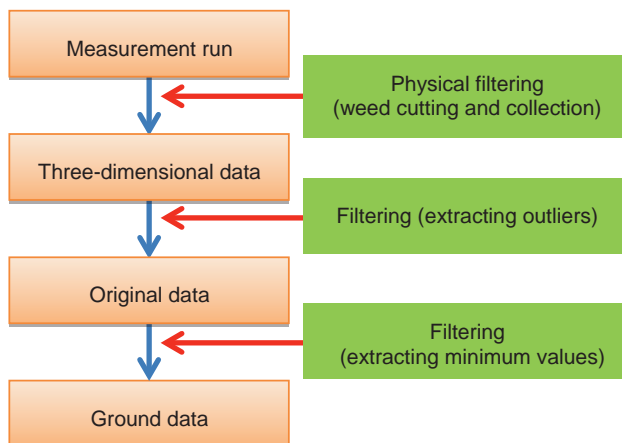 Measurement run
Physical filtering
(weed cutting and collection)
Three-dimensional data
Filtering (extracting outliers)
Original data
Filtering
(extracting minimum values)
Ground data